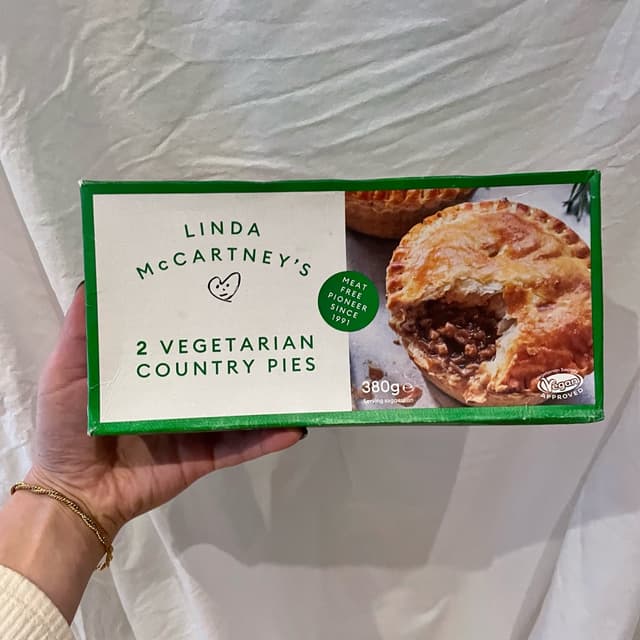 LINDA
McCARTNEY'S
2 VEGETARIAN
COUNTRY PIES
MEAT
FREE
PIONEER
SINCE
1991
380g e
Serving suggestion
Vegan
APPROVED